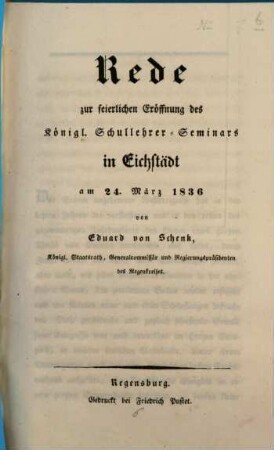 Rede
zur feierlichen Eröffnung des
Königl. Schullehrer-Seminars
in Eichstädt
am 24. März 1836
von
Eduard von Schenk,
Königl. Staatsrath, Generalcommissär und Regierungspräsidenten
des Regenkreises.
Regensburg.
Gedruckt bei Friedrich Pustet.